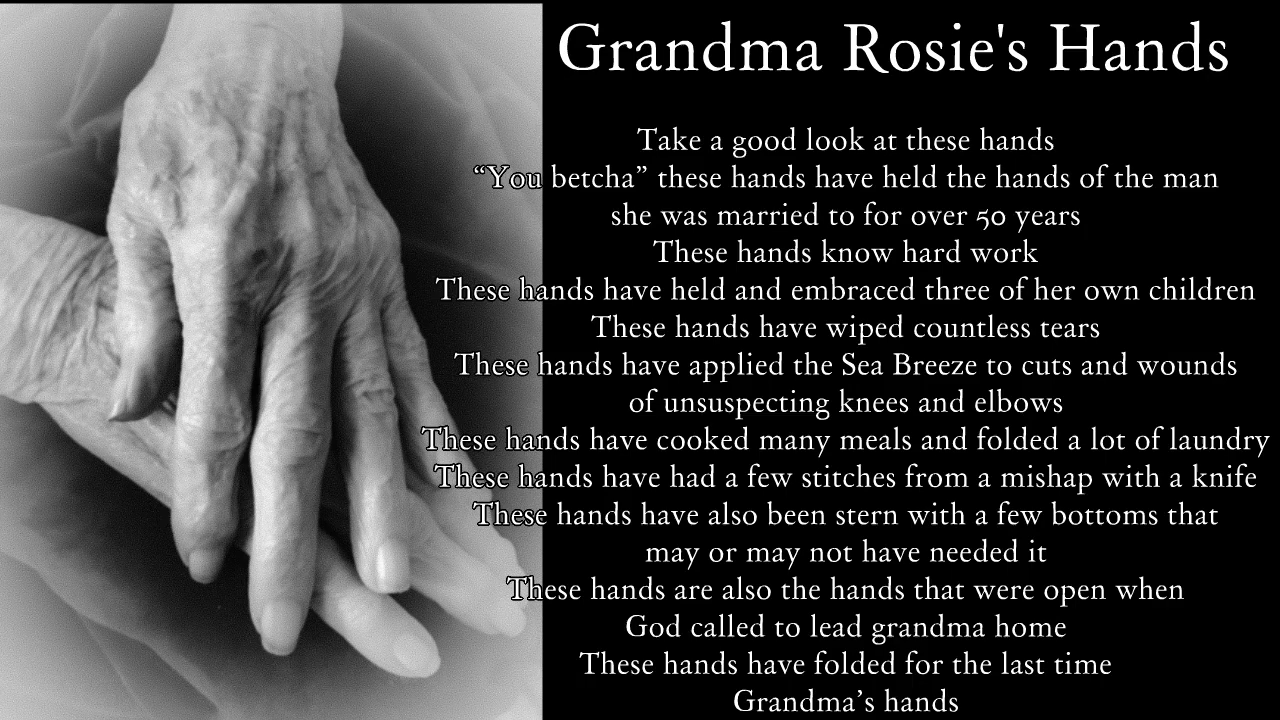 Grandma Rosie's Hands
Take a good look at these hands
“You betcha” these hands have held the hands of the man
she was married to for over 50 years
These hands know hard work
These hands have held and embraced three of her own children
These hands have wiped countless tears
These hands have applied the Sea Breeze to cuts and wounds
of unsuspecting knees and elbows
These hands have cooked many meals and folded a lot of laundry
These hands have had a few stitches from a mishap with a knife
These hands have also been stern with a few bottoms that
may or may not have needed it
These hands are also the hands that were open when
God called to lead grandma home
These hands have folded for the last time
Grandma’s hands